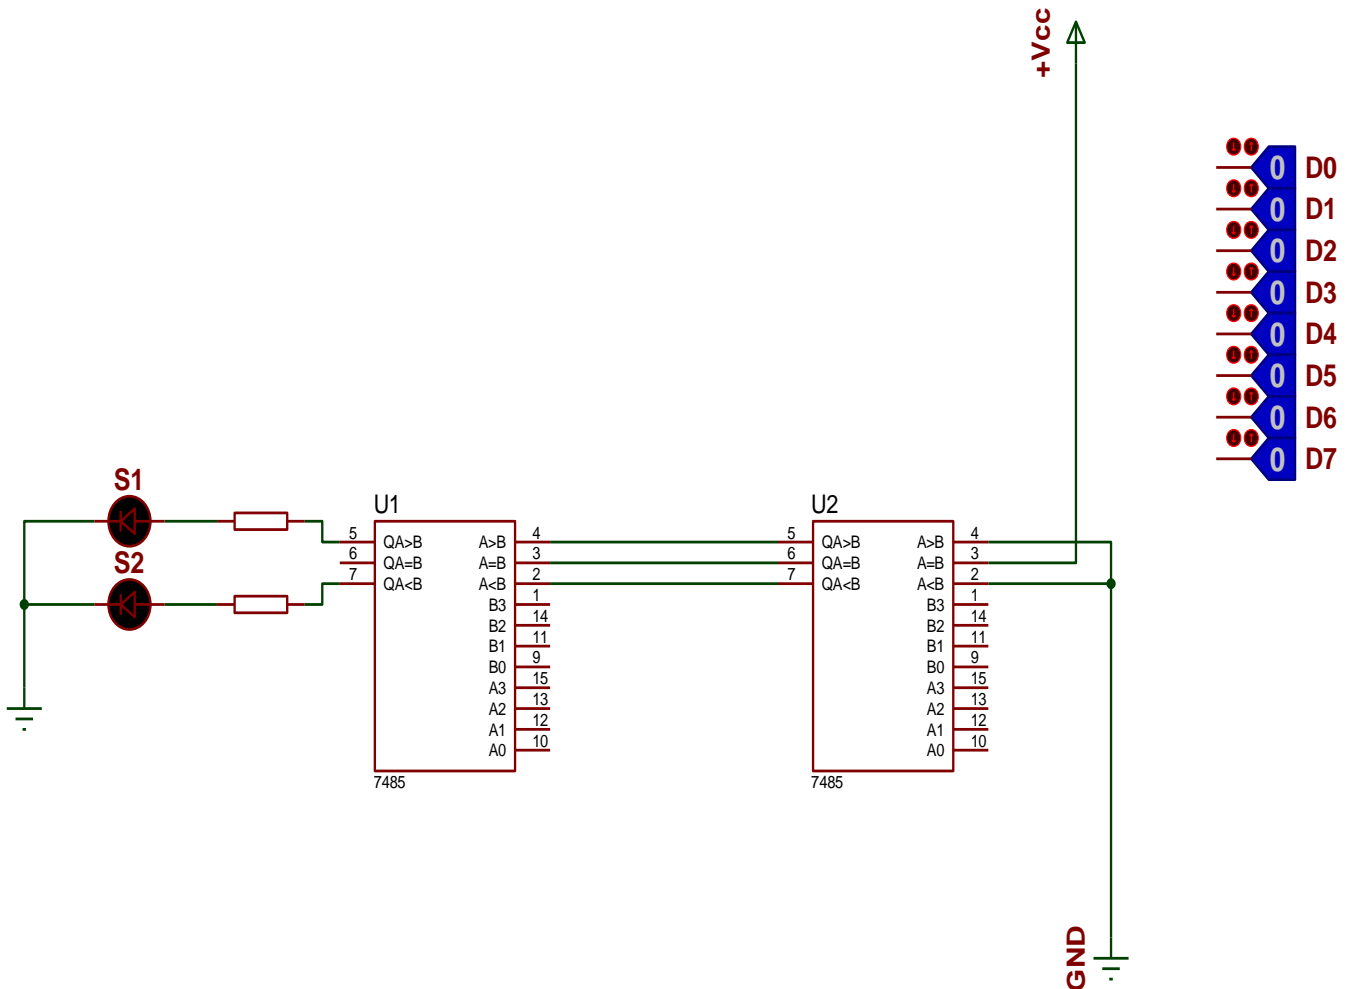 +Vcc
0 D0
0 D1
0 D2
0 D3
0 D4
0 D5
0 D6
0 D7
S1
S2
U1
5 QA>B A>B 4
6 QA=B A=B 3
7 QA<B A<B 2
B3 1
B2 14
B1 11
B0 9
A3 15
A2 13
A1 12
A0 10
7485
U2
5 QA>B A>B 4
6 QA=B A=B 3
7 QA<B A<B 2
B3 1
B2 14
B1 11
B0 9
A3 15
A2 13
A1 12
A0 10
7485
GND